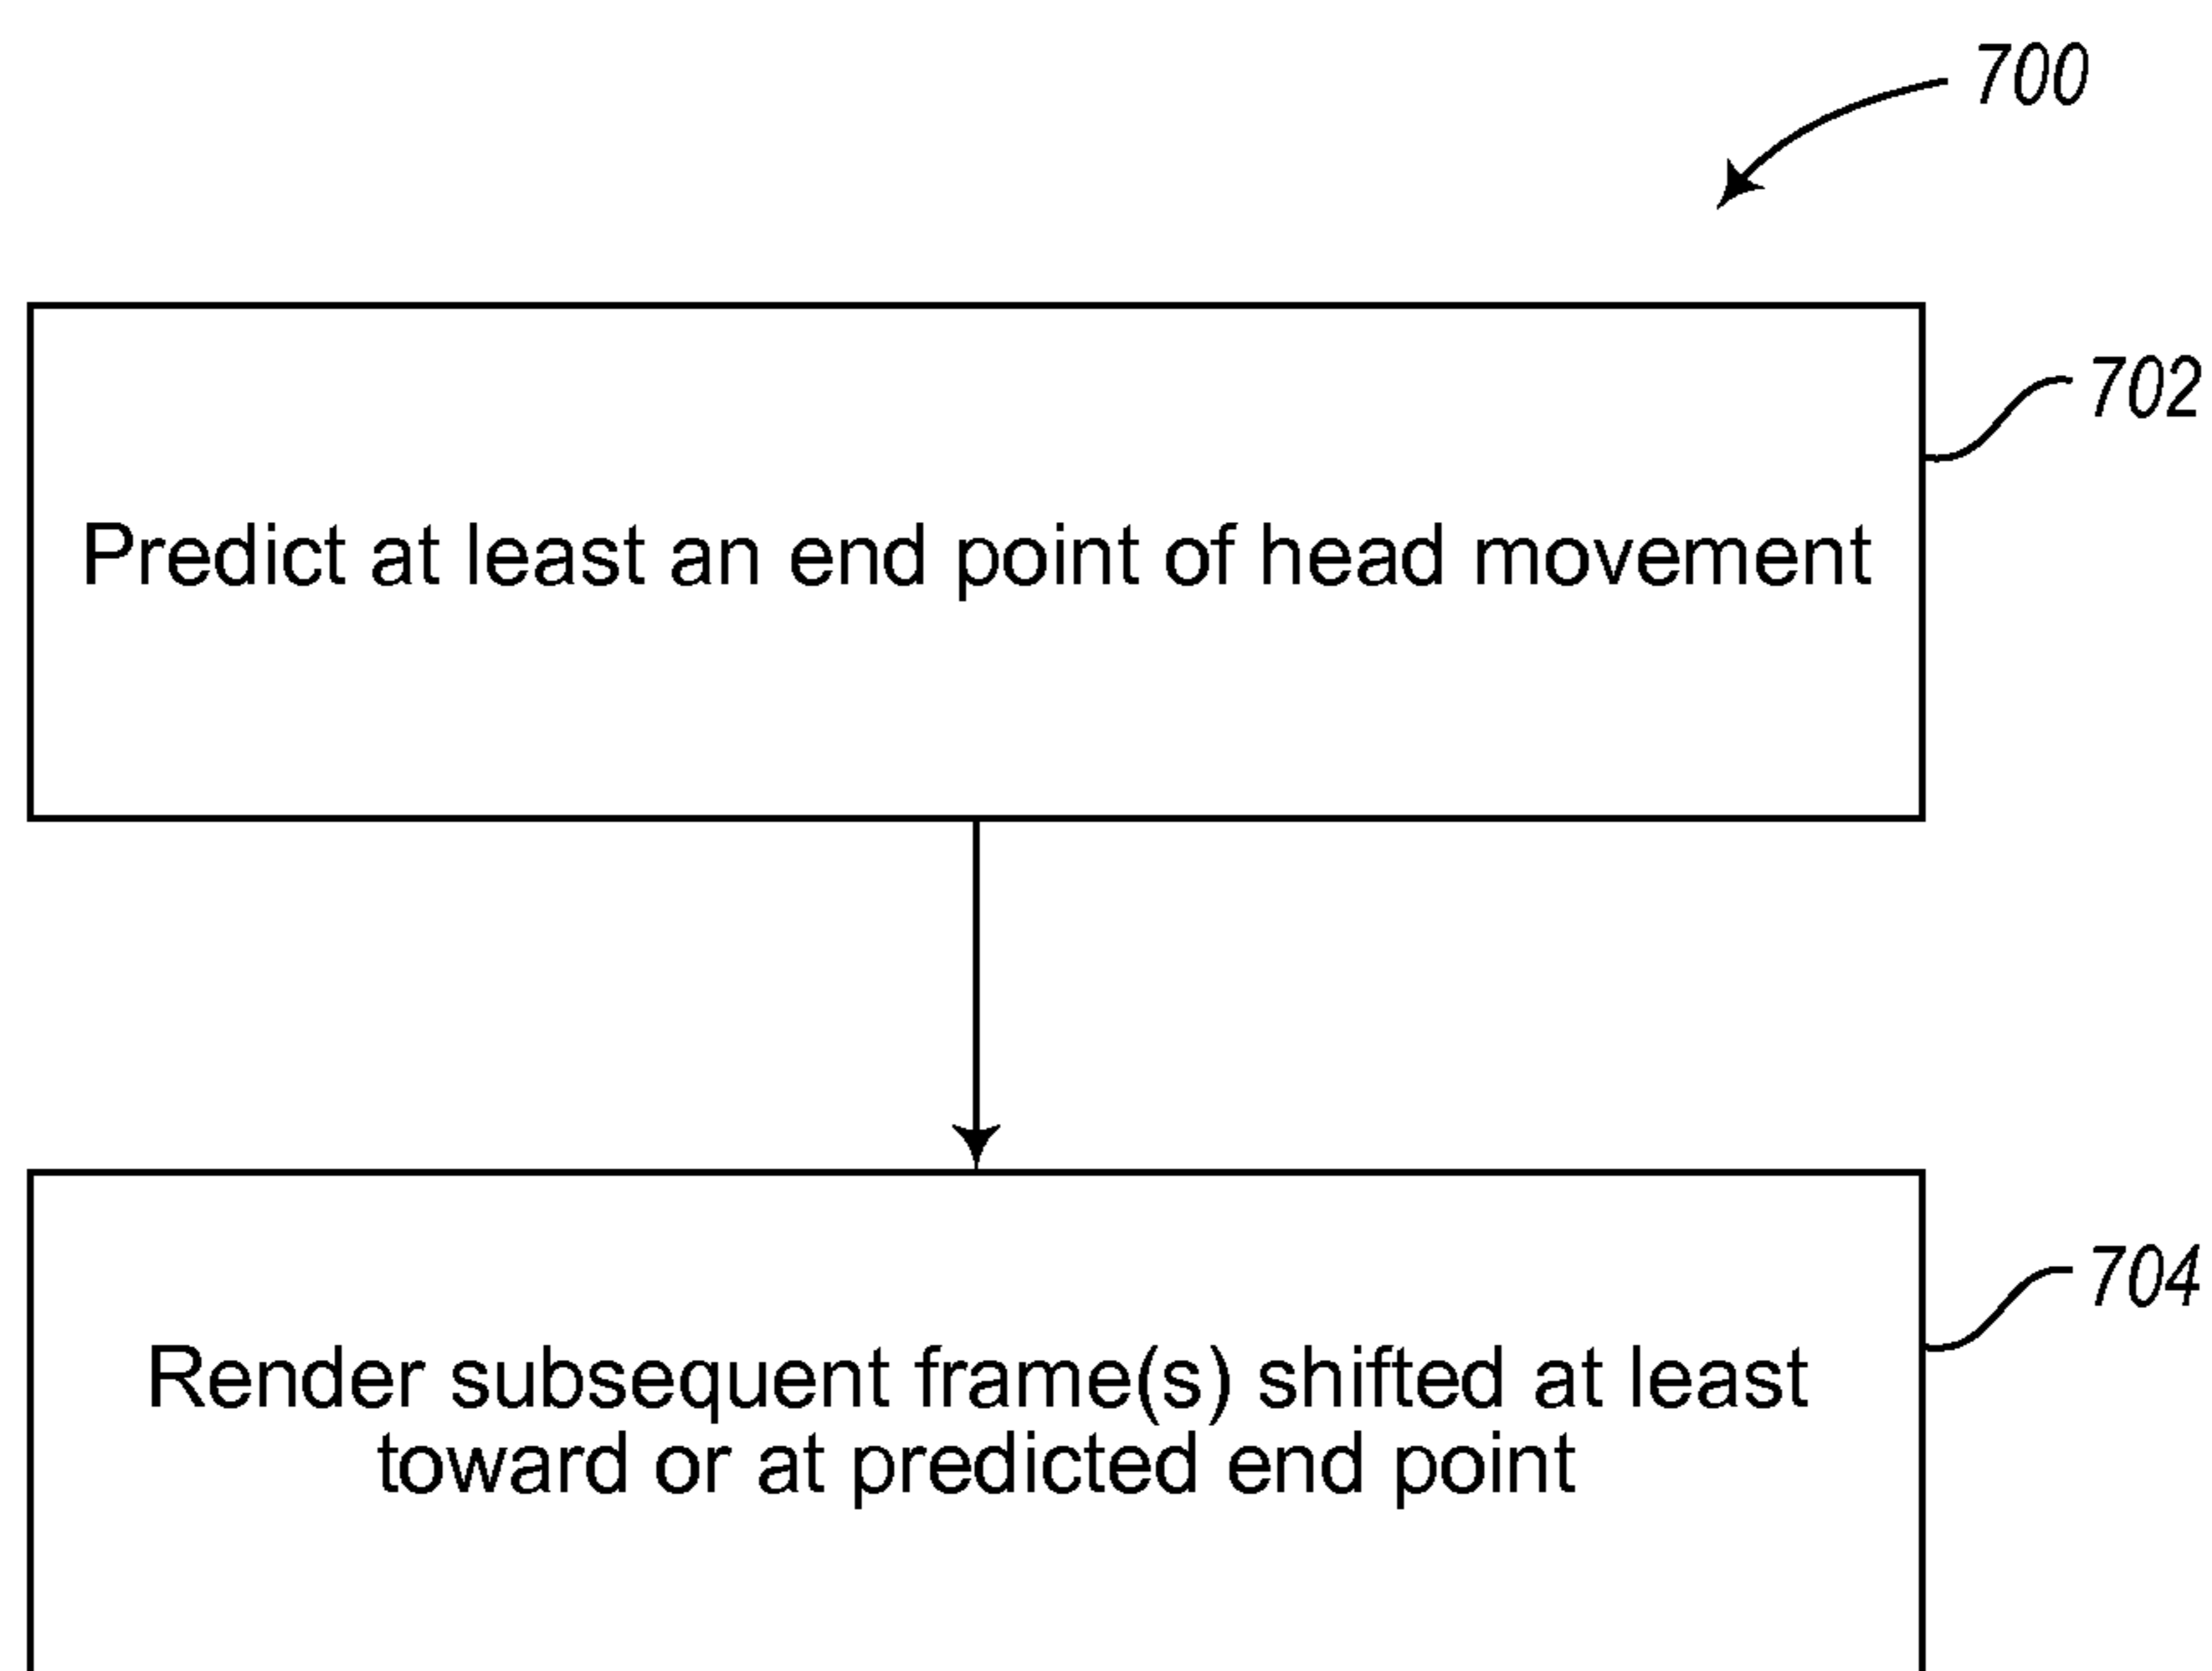 700
702
Predict at least an end point of head movement
704
Render subsequent frame(s) shifted at least
toward or at predicted end point